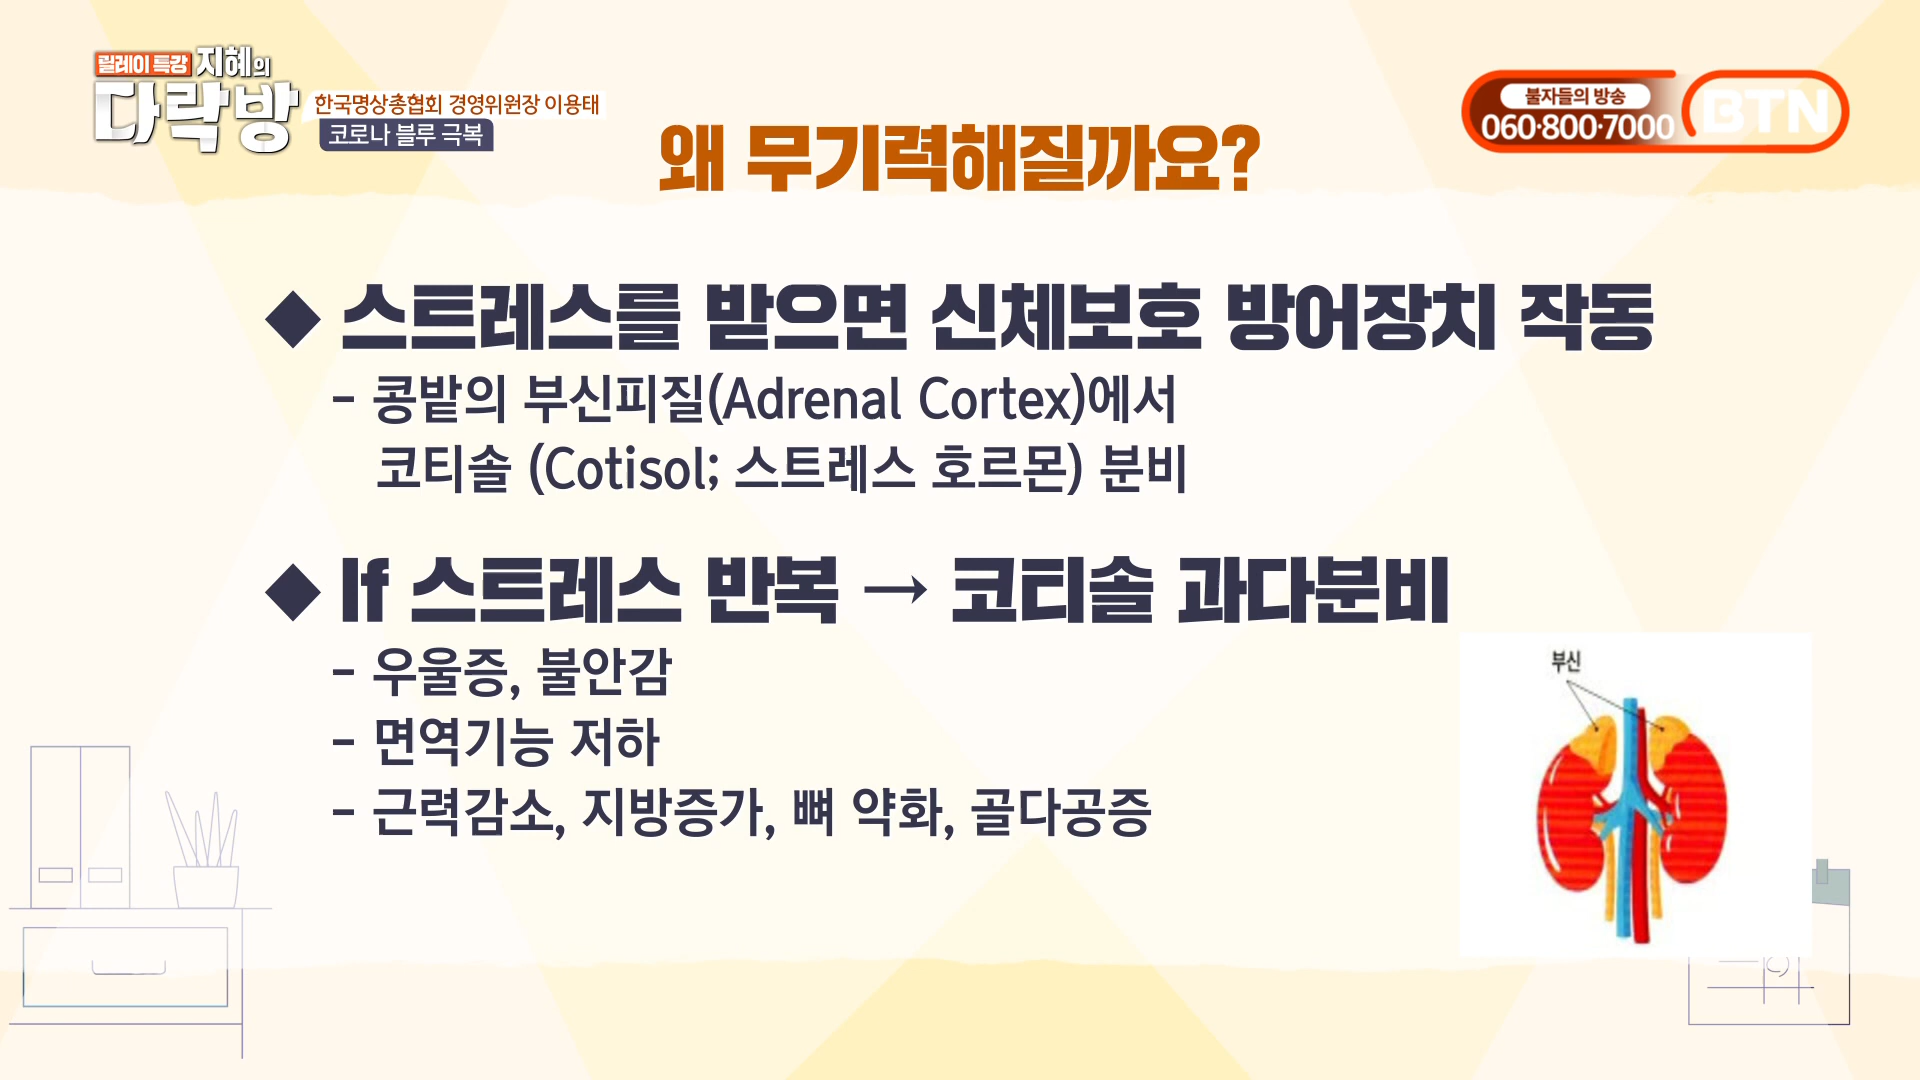 릴레이 특강 지혜의
다락방
한국명상총협회 경영위원장 이용태
코로나 블루 극복
불자들의 방송
060·800·7000
BTN
왜 무기력해질까요?
◆ 스트레스를 받으면 신체보호 방어장치 작동
- 콩밭의 부신피질(Adrenal Cortex)에서
코티솔 (Cotisol; 스트레스 호르몬) 분비
◆ If 스트레스 반복 → 코티솔 과다분비
- 우울증, 불안감
- 면역기능 저하
- 근력감소, 지방증가, 뼈 약화, 골다공증
부신